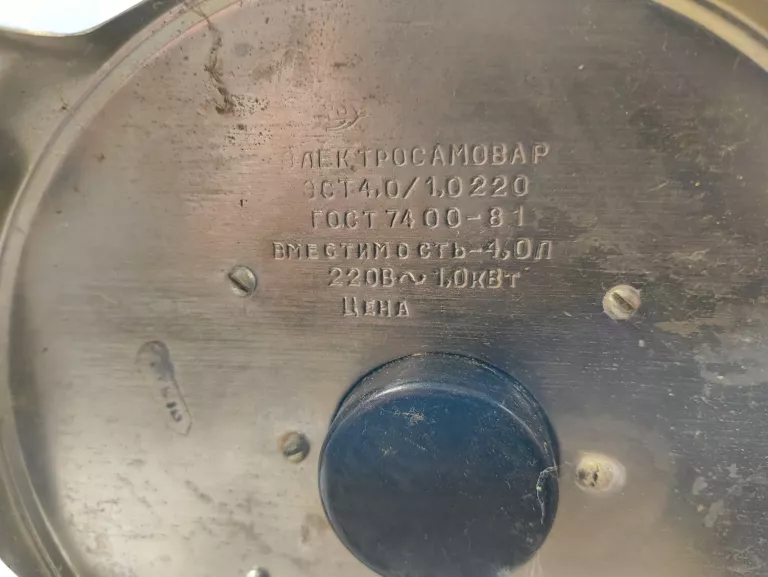 ЭЛЕКТРОСАМОВАР
ЭСТ 4,0/1,0 220
ГОСТ 7400-81
ВМЕСТИМОСТЬ-4,0Л
220В~1,0КВТ
ЦЕНА